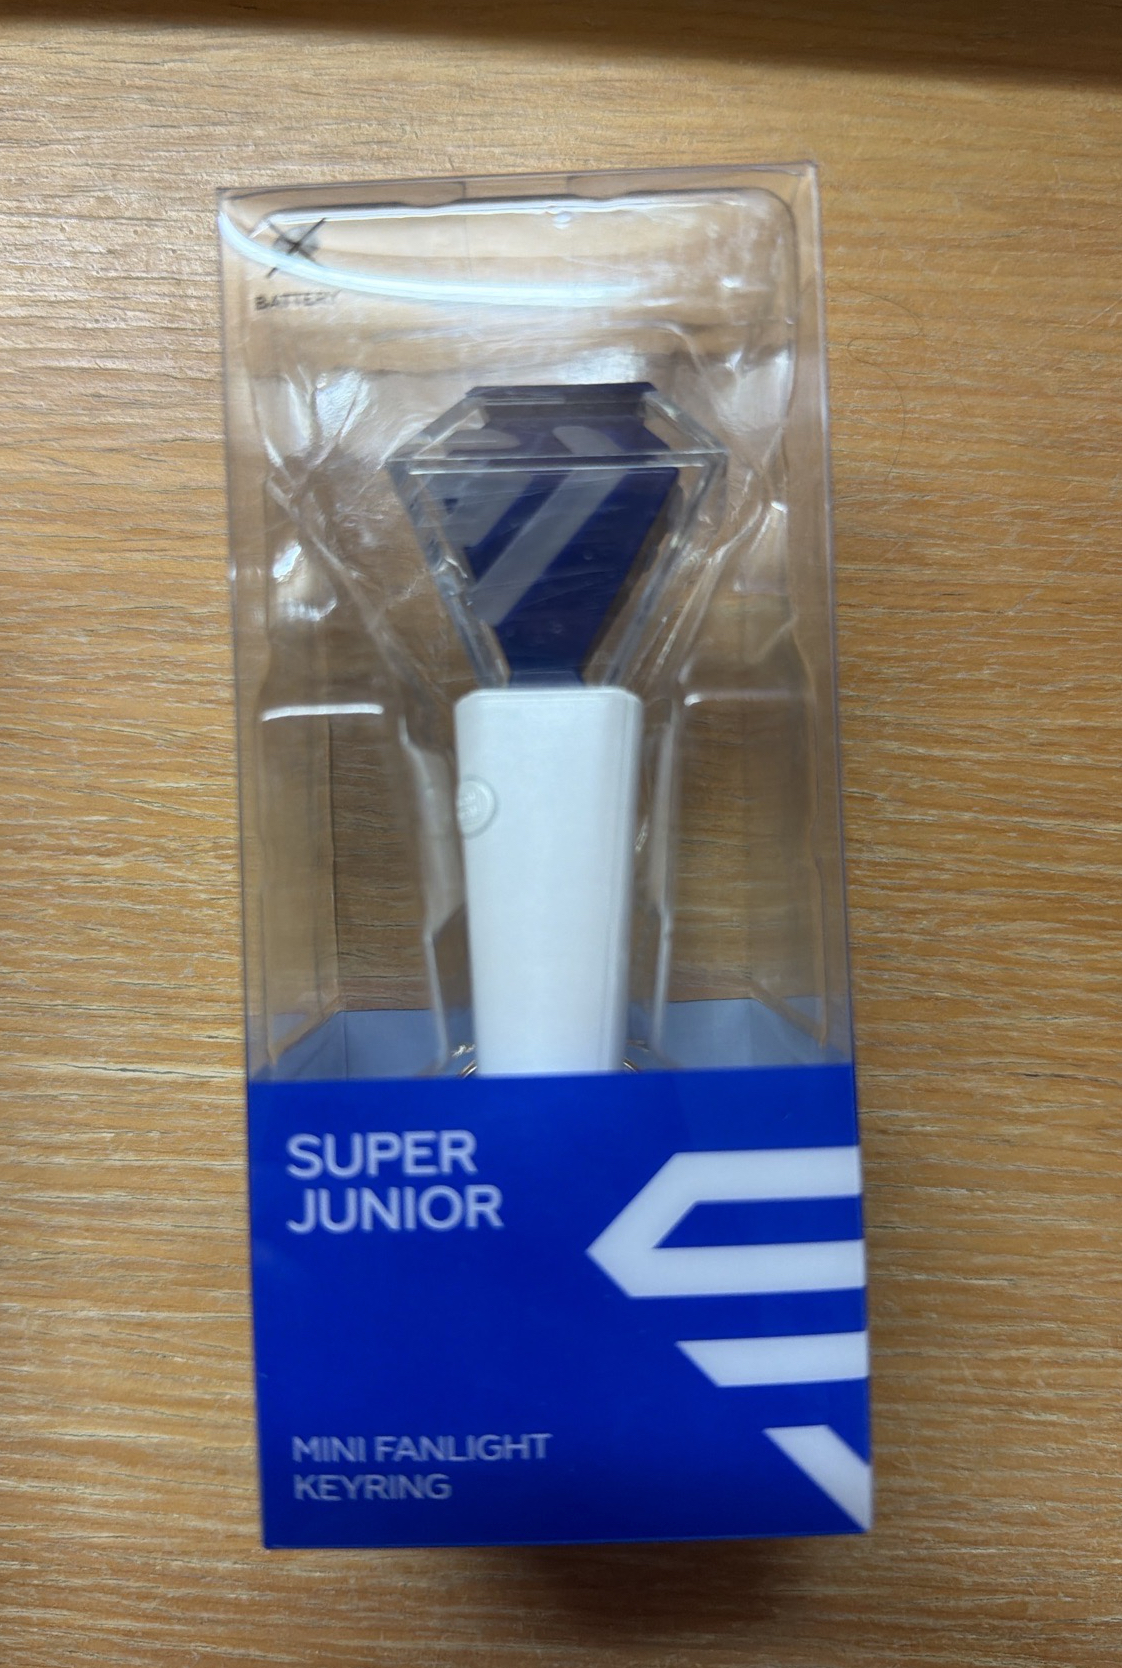 BATTERY
SUPER
JUNIOR
MINI FANLIGHT
KEYRING